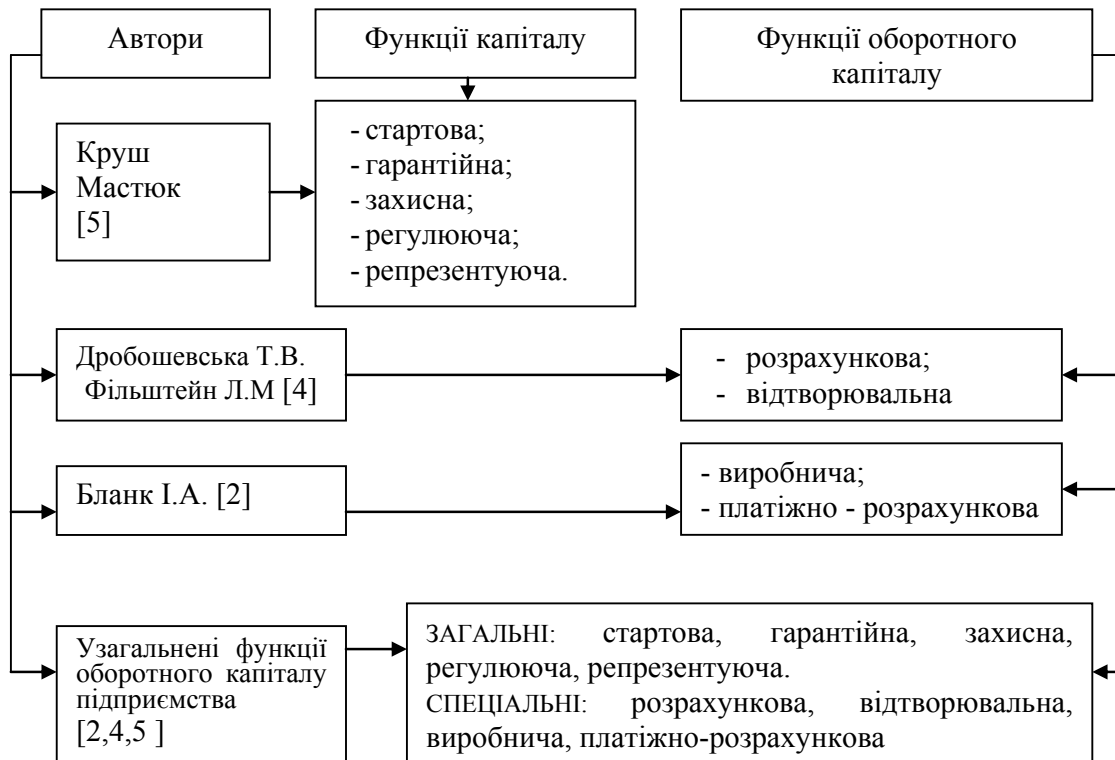 Автори
Функції капіталу
Функції оборотного
капіталу
Круш
Мастюк
[5]
- стартова;
- гарантійна;
- захисна;
- регулююча;
- репрезентуюча.
Дробошевська Т.В.
Фільштейн Л.М [4]
- розрахункова;
- відтворювальна
Бланк І.А. [2]
- виробнича;
- платіжно - розрахункова
Узагальнені функції
оборотного капіталу
підприємства
[2,4,5 ]
ЗАГАЛЬНІ: стартова, гарантійна, захисна,
регулююча, репрезентуюча.
СПЕЦІАЛЬНІ: розрахункова, відтворювальна,
виробнича, платіжно-розрахункова